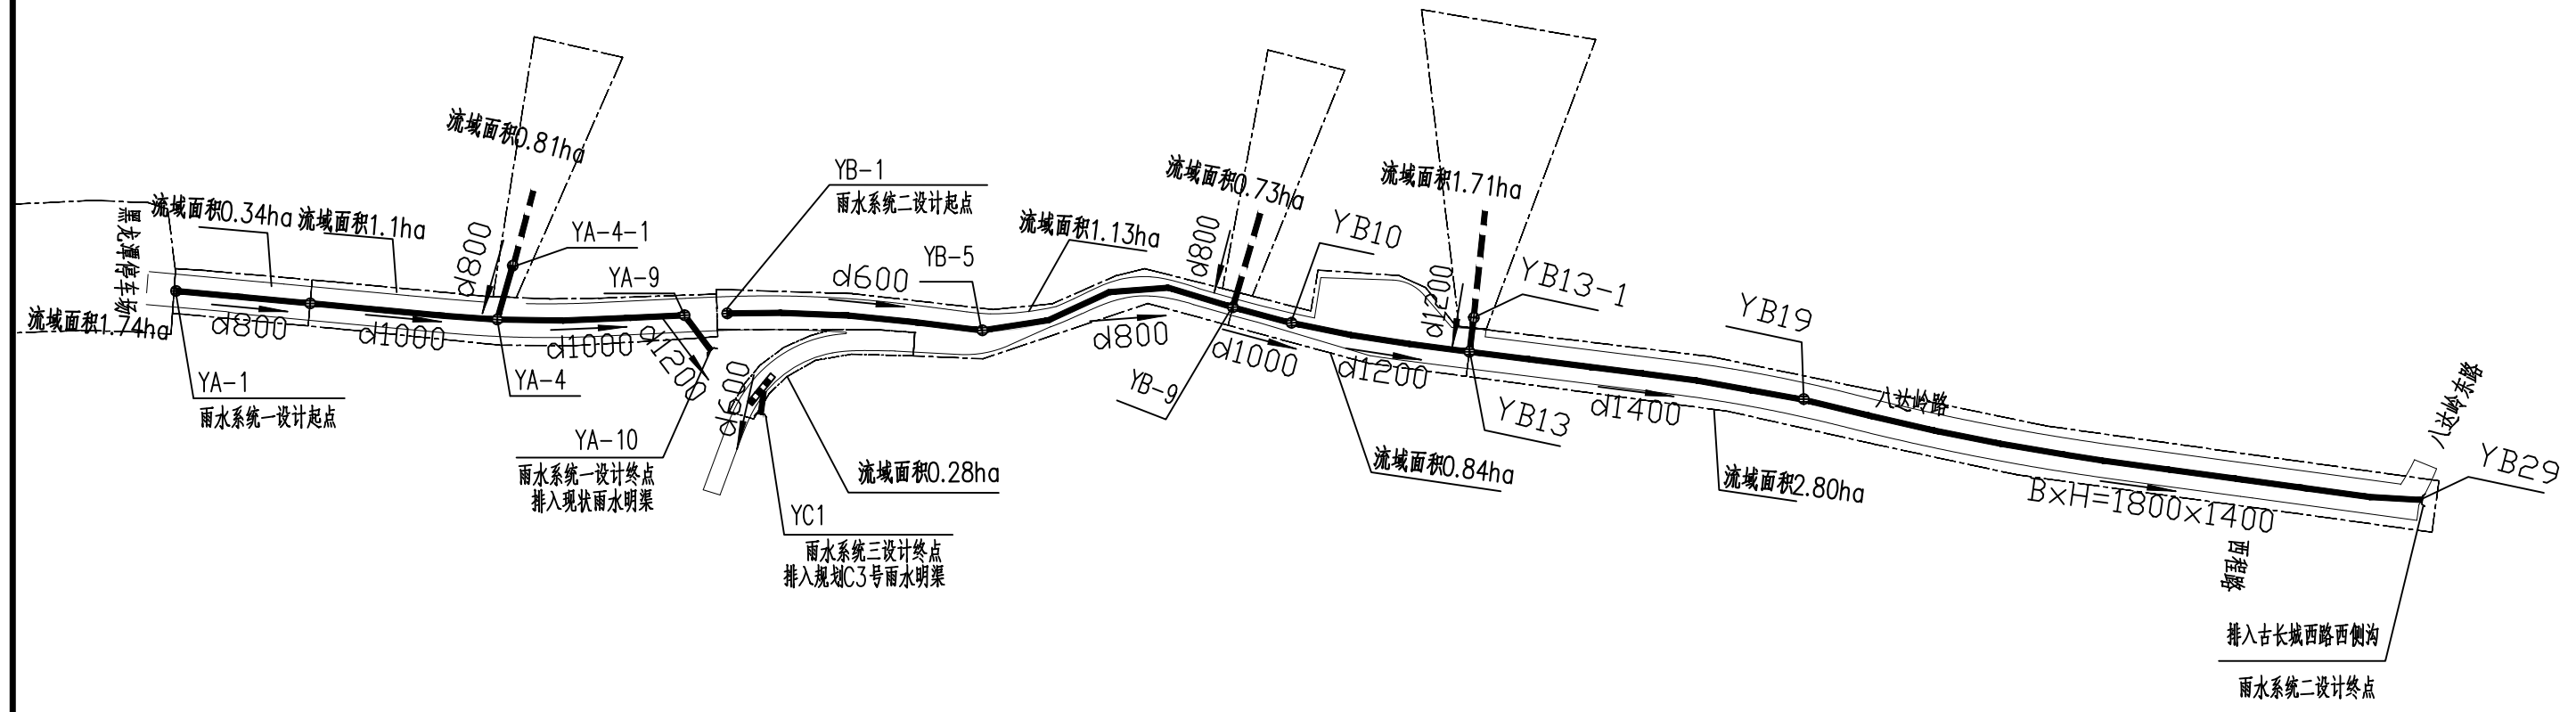 流域面积0.81ha
流域面积0.34ha
流域面积1.1ha
黑龙潭停车场
流域面积1.74ha
d800
d1000
d800
YA-4-1
YA-9
d1000
d1200
YA-1
雨水系统一设计起点
YA-4
YA-10
雨水系统一设计终点
排入现状雨水明渠
YB-1
雨水系统二设计起点
d600
YB-5
流域面积1.13ha
d600
流域面积0.28ha
YC1
雨水系统三设计终点
排入规划C3号雨水明渠
流域面积0.73ha
d800
d800
YB10
YB-9
d1000
d1200
流域面积1.71ha
d1200
YB13-1
YB13
流域面积0.84ha
YB19
d1400
八达岭路
流域面积2.80ha
八达岭东路
YB29
B×H=1800×1400
西程路
排入古长城西路西侧沟
雨水系统二设计终点